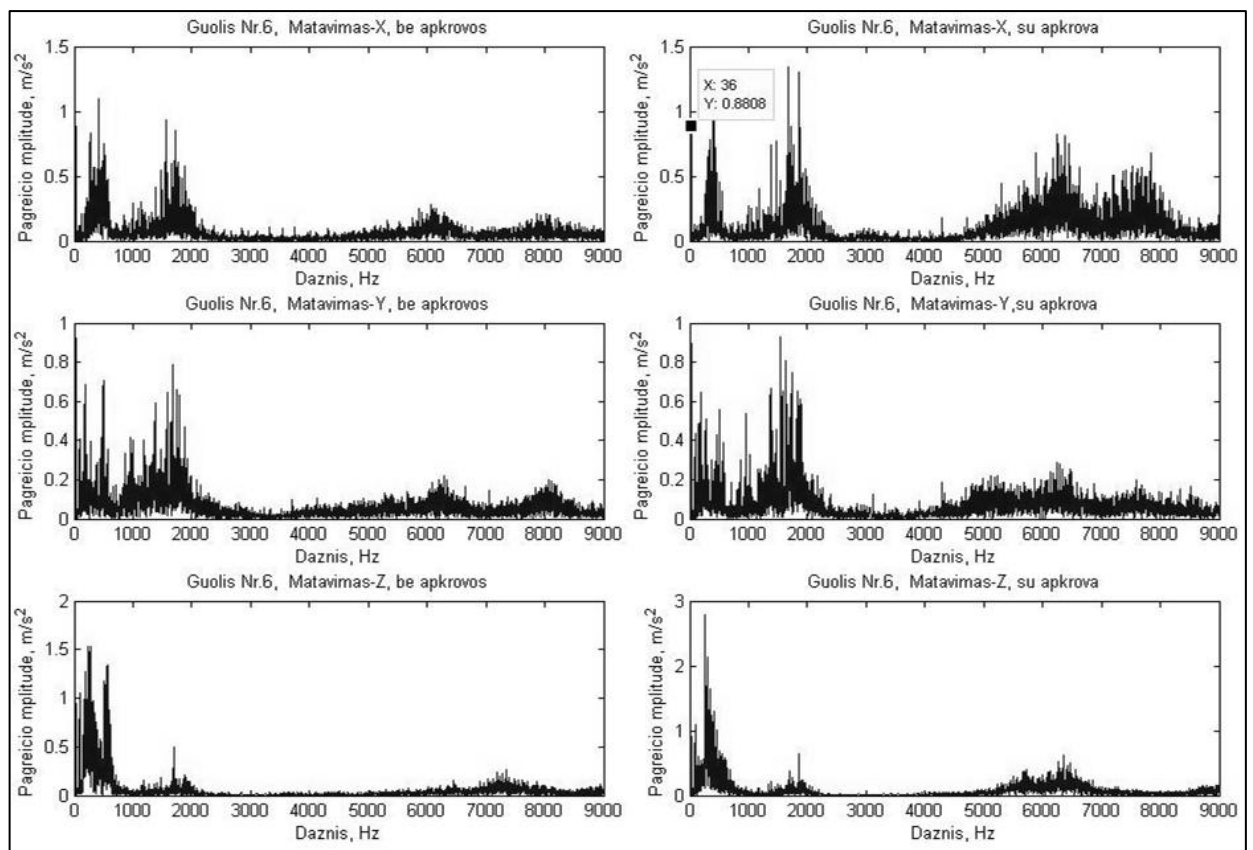 Guolis Nr.6, Matavimas-X, be apkrovos
Pagreicio mplitude, m/s²
1.5
1
0.5
0
0 1000 2000 3000 4000 5000 6000 7000 8000 9000
Daznis, Hz
Guolis Nr.6, Matavimas-X, su apkrova
Pagreicio mplitude, m/s²
1.5
1
0.5
0
X: 36
Y: 0.8808
0 1000 2000 3000 4000 5000 6000 7000 8000 9000
Daznis, Hz
Guolis Nr.6, Matavimas-Y, be apkrovos
Pagreicio mplitude, m/s²
1
0.8
0.6
0.4
0.2
0
0 1000 2000 3000 4000 5000 6000 7000 8000 9000
Daznis, Hz
Guolis Nr.6, Matavimas-Y,su apkrova
Pagreicio mplitude, m/s²
1
0.8
0.6
0.4
0.2
0
0 1000 2000 3000 4000 5000 6000 7000 8000 9000
Daznis, Hz
Guolis Nr.6, Matavimas-Z, be apkrovos
Pagreicio mplitude, m/s²
2
1.5
1
0.5
0
0 1000 2000 3000 4000 5000 6000 7000 8000 9000
Daznis, Hz
Guolis Nr.6, Matavimas-Z, su apkrova
Pagreicio mplitude, m/s²
3
2
1
0
0 1000 2000 3000 4000 5000 6000 7000 8000 9000
Daznis, Hz